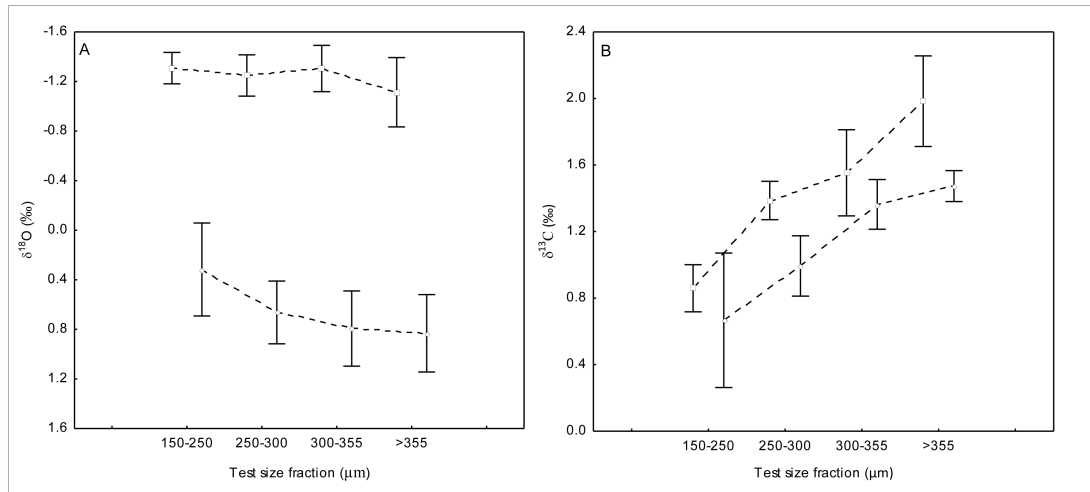 A
-1.6
-1.2
-0.8
-0.4
0.0
0.4
0.8
1.2
1.6
δ¹⁸O (‰)
150-250 250-300 300-355 >355
Test size fraction (μm)
B
2.4
2.0
1.6
1.2
0.8
0.4
0.0
δ¹³C (‰)
150-250 250-300 300-355 >355
Test size fraction (μm)